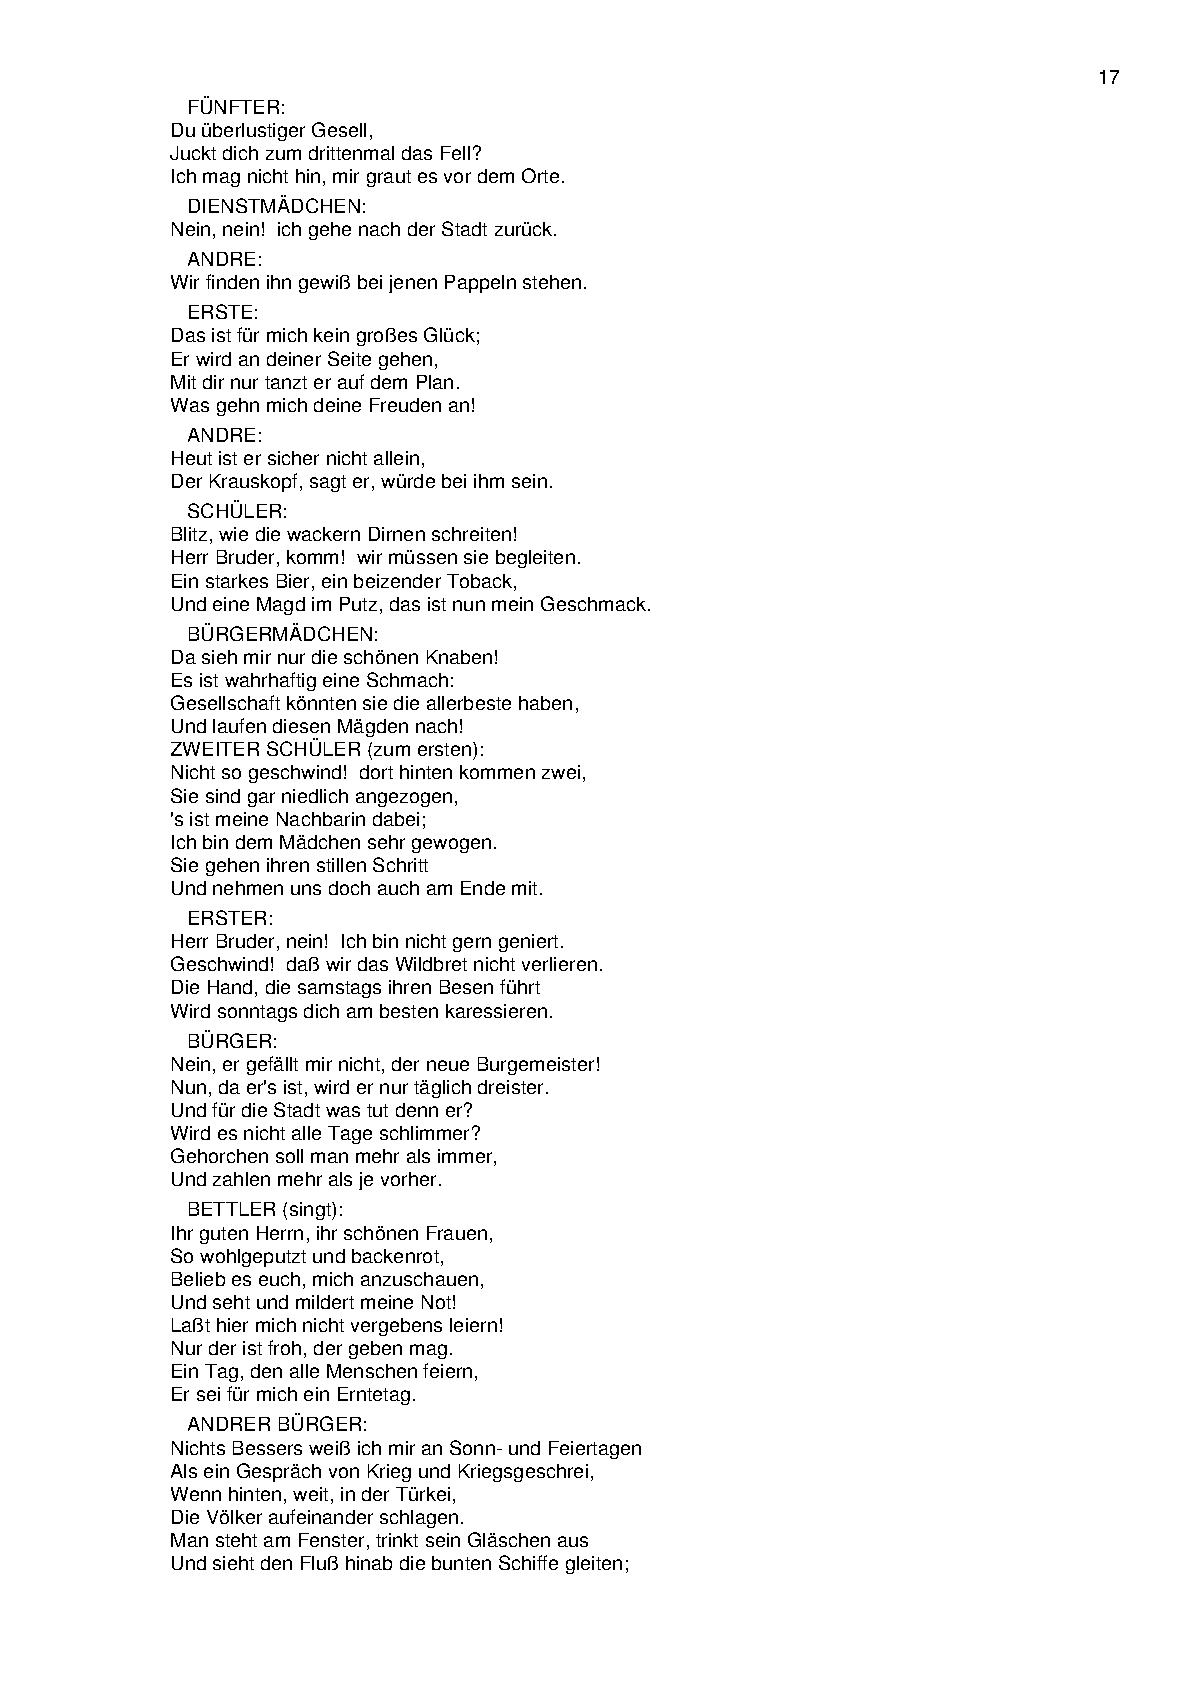 17
FÜNFTER:
Du überlustiger Gesell,
Juckt dich zum drittenmal das Fell?
Ich mag nicht hin, mir graut es vor dem Orte.
DIENSTMÄDCHEN:
Nein, nein!  ich gehe nach der Stadt zurück.
ANDRE:
Wir finden ihn gewiß bei jenen Pappeln stehen.
ERSTE:
Das ist für mich kein großes Glück;
Er wird an deiner Seite gehen,
Mit dir nur tanzt er auf dem Plan.
Was gehn mich deine Freuden an!
ANDRE:
Heut ist er sicher nicht allein,
Der Krauskopf, sagt er, würde bei ihm sein.
SCHÜLER:
Blitz, wie die wackern Dirnen schreiten!
Herr Bruder, komm!  wir müssen sie begleiten.
Ein starkes Bier, ein beizender Toback,
Und eine Magd im Putz, das ist nun mein Geschmack.
BÜRGERMÄDCHEN:
Da sieh mir nur die schönen Knaben!
Es ist wahrhaftig eine Schmach:
Gesellschaft könnten sie die allerbeste haben,
Und laufen diesen Mägden nach!
ZWEITER SCHÜLER (zum ersten):
Nicht so geschwind!  dort hinten kommen zwei,
Sie sind gar niedlich angezogen,
's ist meine Nachbarin dabei;
Ich bin dem Mädchen sehr gewogen.
Sie gehen ihren stillen Schritt
Und nehmen uns doch auch am Ende mit.
ERSTER:
Herr Bruder, nein!  Ich bin nicht gern geniert.
Geschwind!  daß wir das Wildbret nicht verlieren.
Die Hand, die samstags ihren Besen führt
Wird sonntags dich am besten karessieren.
BÜRGER:
Nein, er gefällt mir nicht, der neue Burgemeister!
Nun, da er's ist, wird er nur täglich dreister.
Und für die Stadt was tut denn er?
Wird es nicht alle Tage schlimmer?
Gehorchen soll man mehr als immer,
Und zahlen mehr als je vorher.
BETTLER (singt):
Ihr guten Herrn, ihr schönen Frauen,
So wohlgeputzt und backenrot,
Belieb es euch, mich anzuschauen,
Und seht und mildert meine Not!
Laßt hier mich nicht vergebens leiern!
Nur der ist froh, der geben mag.
Ein Tag, den alle Menschen feiern,
Er sei für mich ein Erntetag.
ANDRER BÜRGER:
Nichts Bessers weiß ich mir an Sonn- und Feiertagen
Als ein Gespräch von Krieg und Kriegsgeschrei,
Wenn hinten, weit, in der Türkei,
Die Völker aufeinander schlagen.
Man steht am Fenster, trinkt sein Gläschen aus
Und sieht den Fluß hinab die bunten Schiffe gleiten;